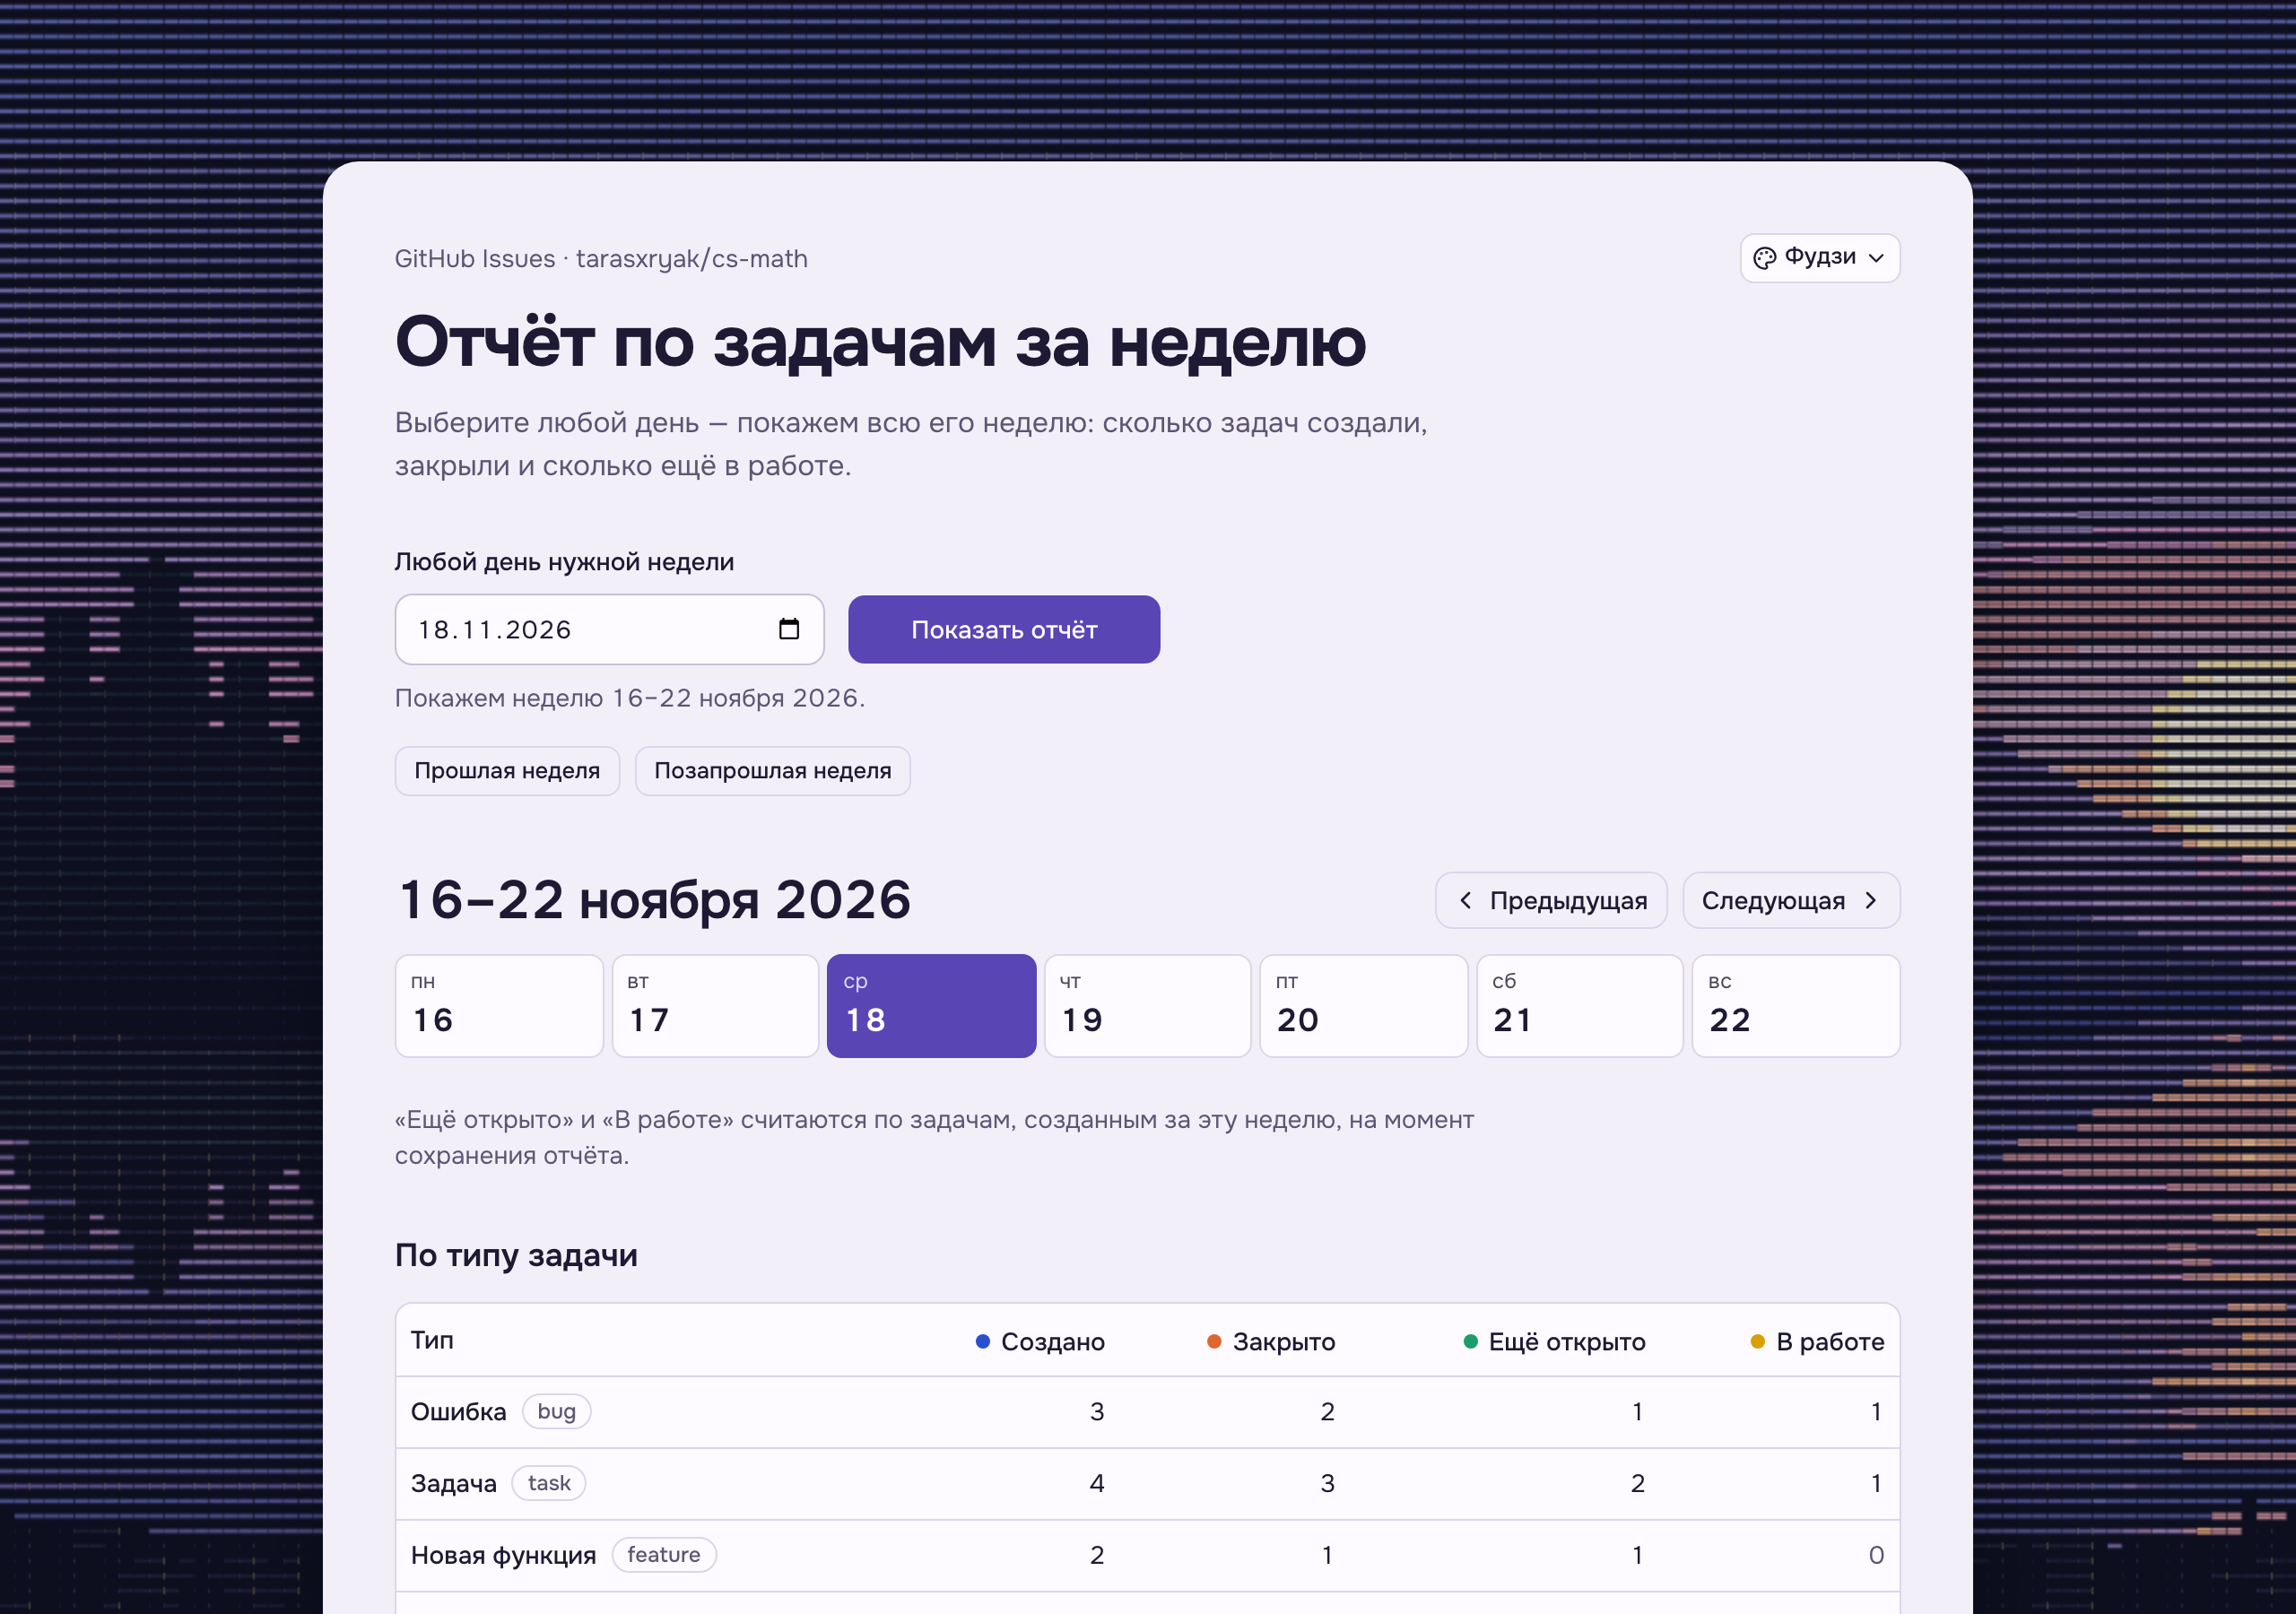 GitHub Issues · tarasxryak/cs-math
Фудзи
Отчёт по задачам за неделю
Выберите любой день — покажем всю его неделю: сколько задач создали,
закрыли и сколько ещё в работе.
Любой день нужной недели
18.11.2026
Показать отчёт
Покажем неделю 16–22 ноября 2026.
Прошлая неделя
Позапрошлая неделя
16–22 ноября 2026
Предыдущая
Следующая
пн
16
вт
17
ср
18
чт
19
пт
20
сб
21
вс
22
«Ещё открыто» и «В работе» считаются по задачам, созданным за эту неделю, на момент
сохранения отчёта.
По типу задачи
Тип Создано Закрыто Ещё открыто В работе
Ошибка bug 3 2 1 1
Задача task 4 3 2 1
Новая функция feature 2 1 1 0